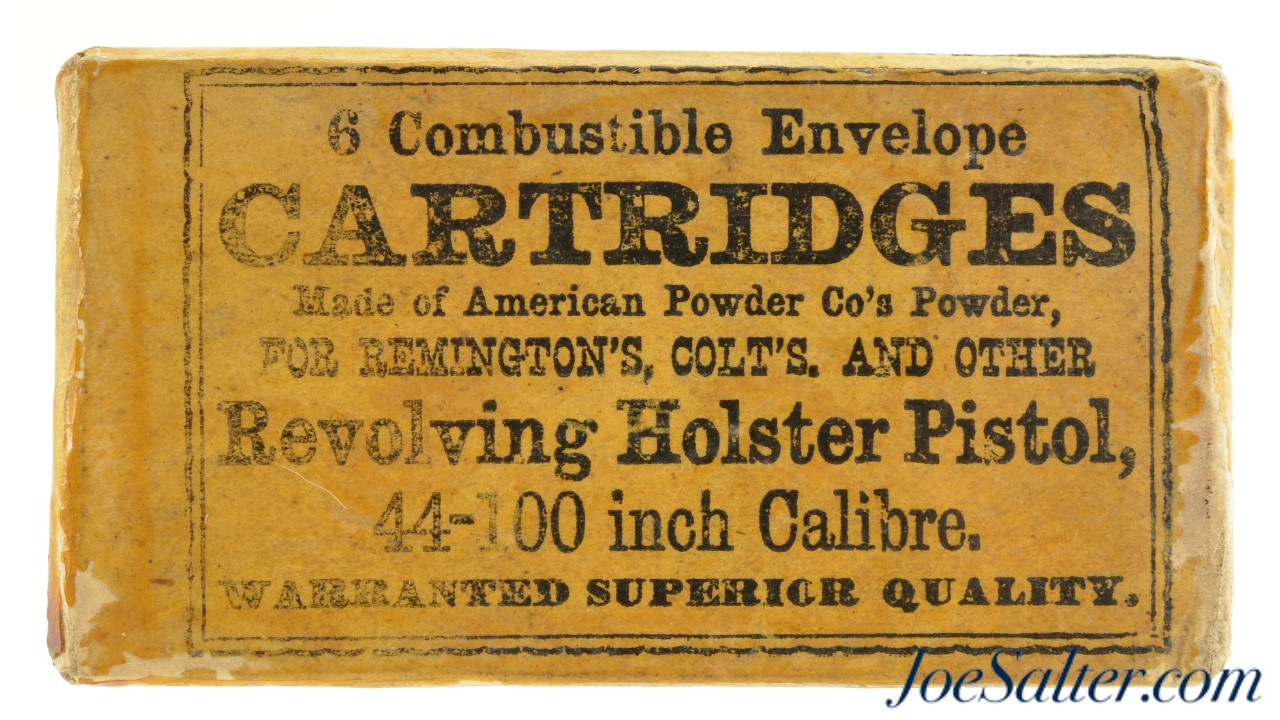 6 Combustible Envelope
CARTRIDGES
Made of American Powder Co's Powder,
FOR REMINGTON'S, COLT'S. AND OTHER
Revolving Holster Pistol,
44-100 inch Calibre.
WARRANTED SUPERIOR QUALITY.
JoeSalter.com